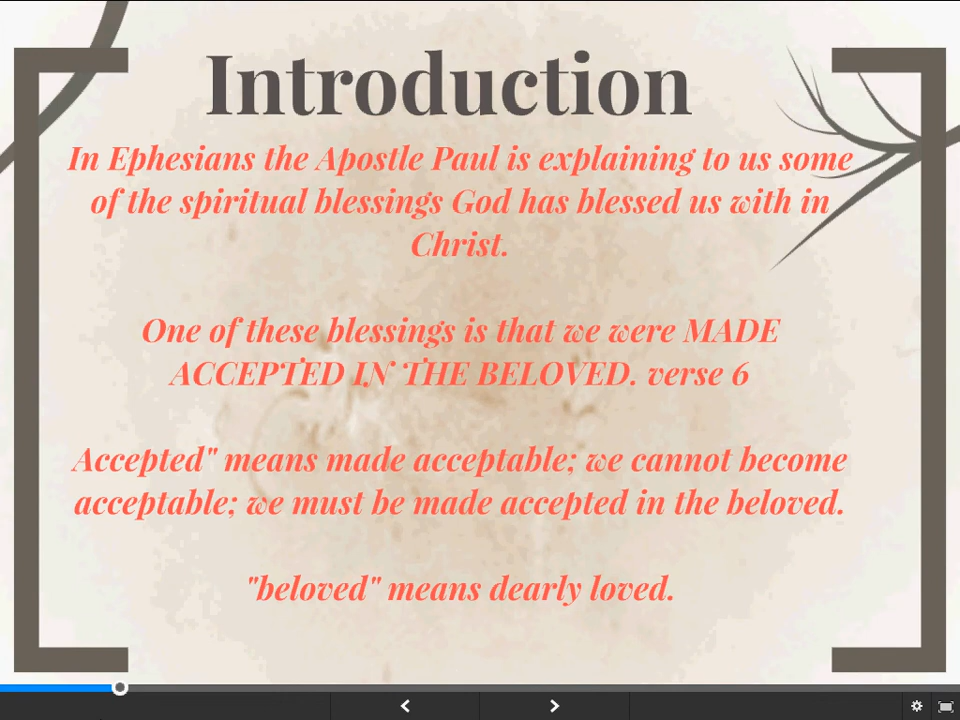 Introduction
In Ephesians the Apostle Paul is explaining to us some
of the spiritual blessings God has blessed us with in
Christ.
One of these blessings is that we were MADE
ACCEPTED IN THE BELOVED. verse 6
Accepted" means made acceptable; we cannot become
acceptable; we must be made accepted in the beloved.
"beloved" means dearly loved.